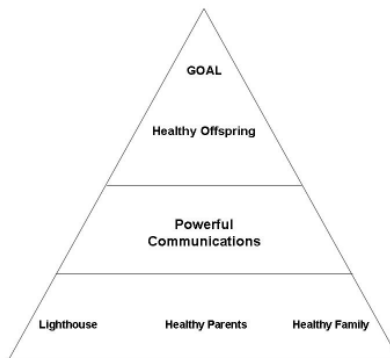 GOAL
Healthy Offspring
Powerful
Communications
Lighthouse Healthy Parents Healthy Family